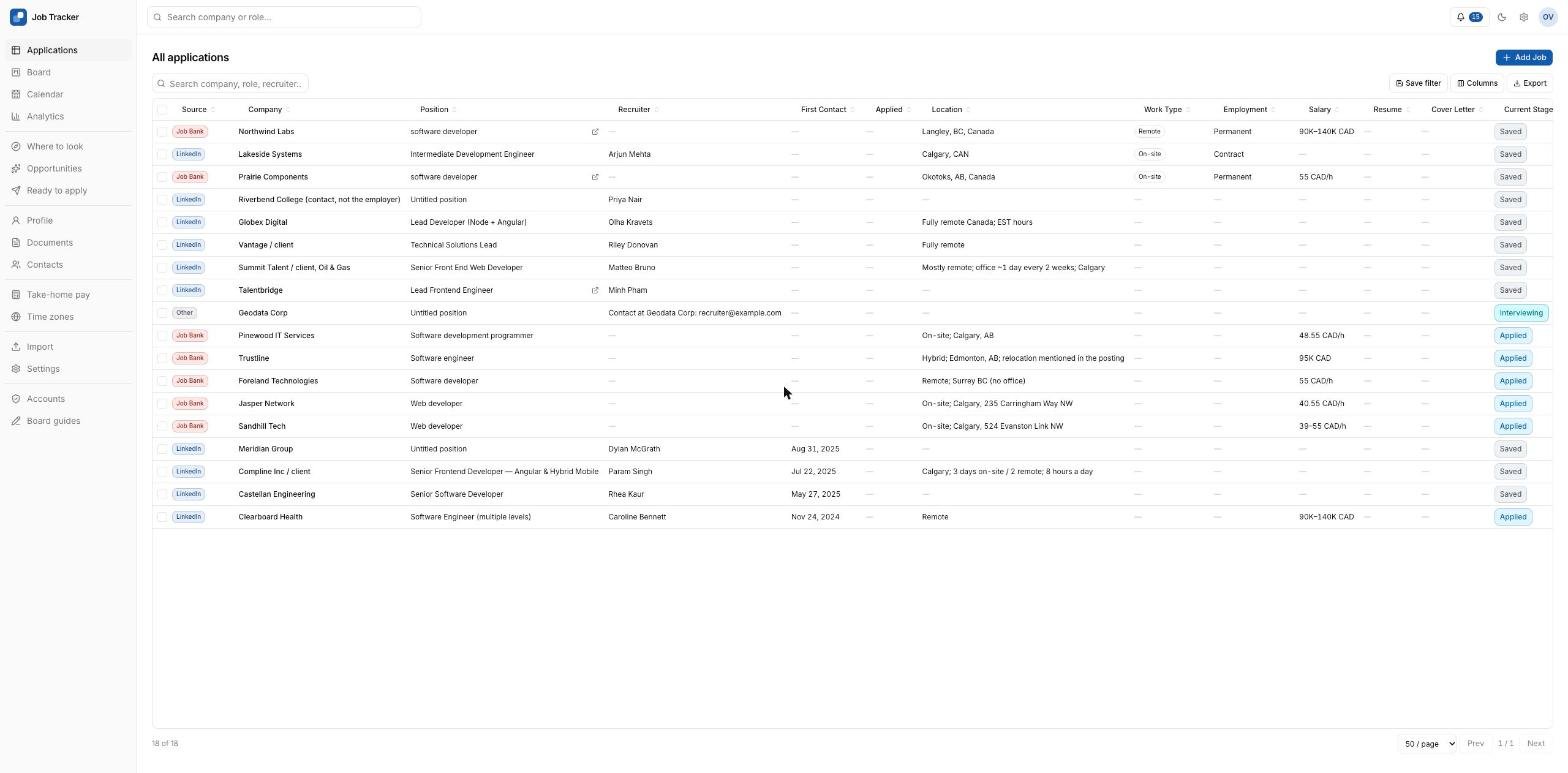 Job Tracker
Search company or role...
15
OV
Applications
Board
Calendar
Analytics
Where to look
Opportunities
Ready to apply
Profile
Documents
Contacts
Take-home pay
Time zones
Import
Settings
Accounts
Board guides
All applications
Add Job
Search company, role, recruiter...
Save filter Columns Export
Source Company Position Recruiter First Contact Applied Location Work Type Employment Salary Resume Cover Letter Current Stage
Job Bank Northwind Labs software developer — — — Langley, BC, Canada Remote Permanent 90K–140K CAD — — Saved
LinkedIn Lakeside Systems Intermediate Development Engineer Arjun Mehta — — Calgary, CAN On-site Contract — — — Saved
Job Bank Prairie Components software developer — — — Okotoks, AB, Canada On-site Permanent 55 CAD/h — — Saved
LinkedIn Riverbend College (contact, not the employer) Untitled position Priya Nair — — — — — — — — Saved
LinkedIn Globex Digital Lead Developer (Node + Angular) Olha Kravets — — Fully remote Canada; EST hours — — — — — Saved
LinkedIn Vantage / client Technical Solutions Lead Riley Donovan — — Fully remote — — — — — Saved
LinkedIn Summit Talent / client, Oil & Gas Senior Front End Web Developer Matteo Bruno — — Mostly remote; office ~1 day every 2 weeks; Calgary — — — — — Saved
LinkedIn Talentbridge Lead Frontend Engineer Minh Pham — — — — — — — — Saved
Other Geodata Corp Untitled position Contact at Geodata Corp: recruiter@example.com — — — — — — — — Interviewing
Job Bank Pinewood IT Services Software development programmer — — — On-site; Calgary, AB — — 48.55 CAD/h — — Applied
Job Bank Trustline Software engineer — — — Hybrid; Edmonton, AB; relocation mentioned in the posting — — 95K CAD — — Applied
Job Bank Foreland Technologies Software developer — — — Remote; Surrey BC (no office) — — 55 CAD/h — — Applied
Job Bank Jasper Network Web developer — — — On-site; Calgary, 235 Carringham Way NW — — 40.55 CAD/h — — Applied
Job Bank Sandhill Tech Web developer — — — On-site; Calgary, 524 Evanston Link NW — — 39–55 CAD/h — — Applied
LinkedIn Meridian Group Untitled position Dylan McGrath Aug 31, 2025 — — — — — — — Saved
LinkedIn Compline Inc / client Senior Frontend Developer — Angular & Hybrid Mobile Param Singh Jul 22, 2025 — Calgary; 3 days on-site / 2 remote; 8 hours a day — — — — — Saved
LinkedIn Castellan Engineering Senior Software Developer Rhea Kaur May 27, 2025 — — — — — — — Saved
LinkedIn Clearboard Health Software Engineer (multiple levels) Caroline Bennett Nov 24, 2024 — Remote — — 90K–140K CAD — — Applied
18 of 18
50 / page Prev 1 / 1 Next